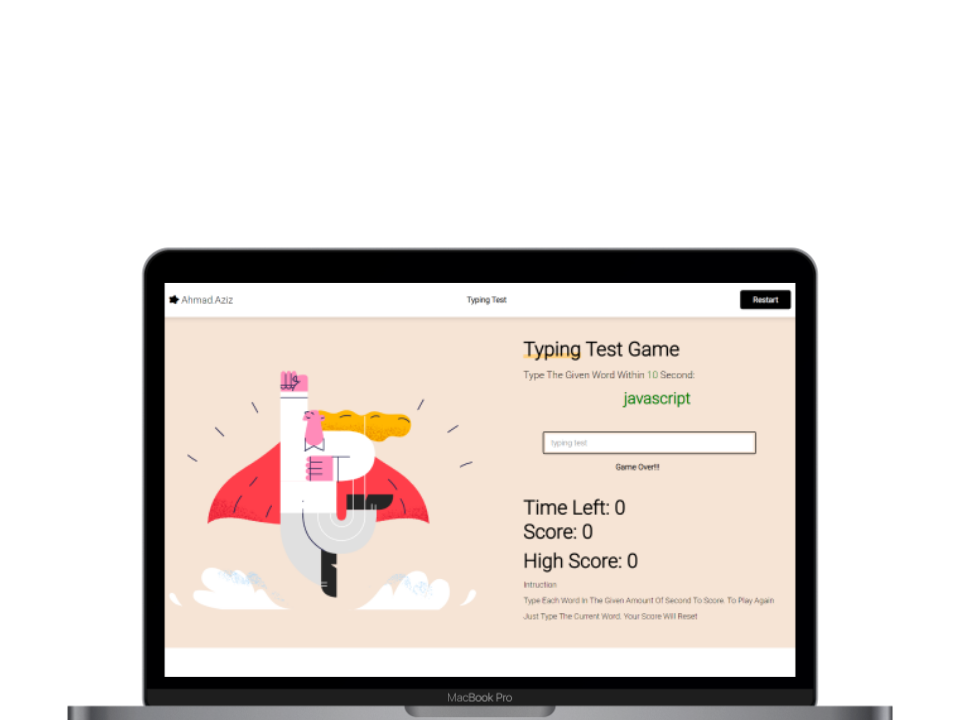 Ahmad.Aziz
Typing Test
Restart
Typing Test Game
Type The Given Word Within 10 Second:
javascript
typing test
Game Over!!!
Time Left: 0
Score: 0
High Score: 0
Intruction
Type Each Word In The Given Amount Of Second To Score. To Play Again
Just Type The Current Word. Your Score Will Reset
MacBook Pro